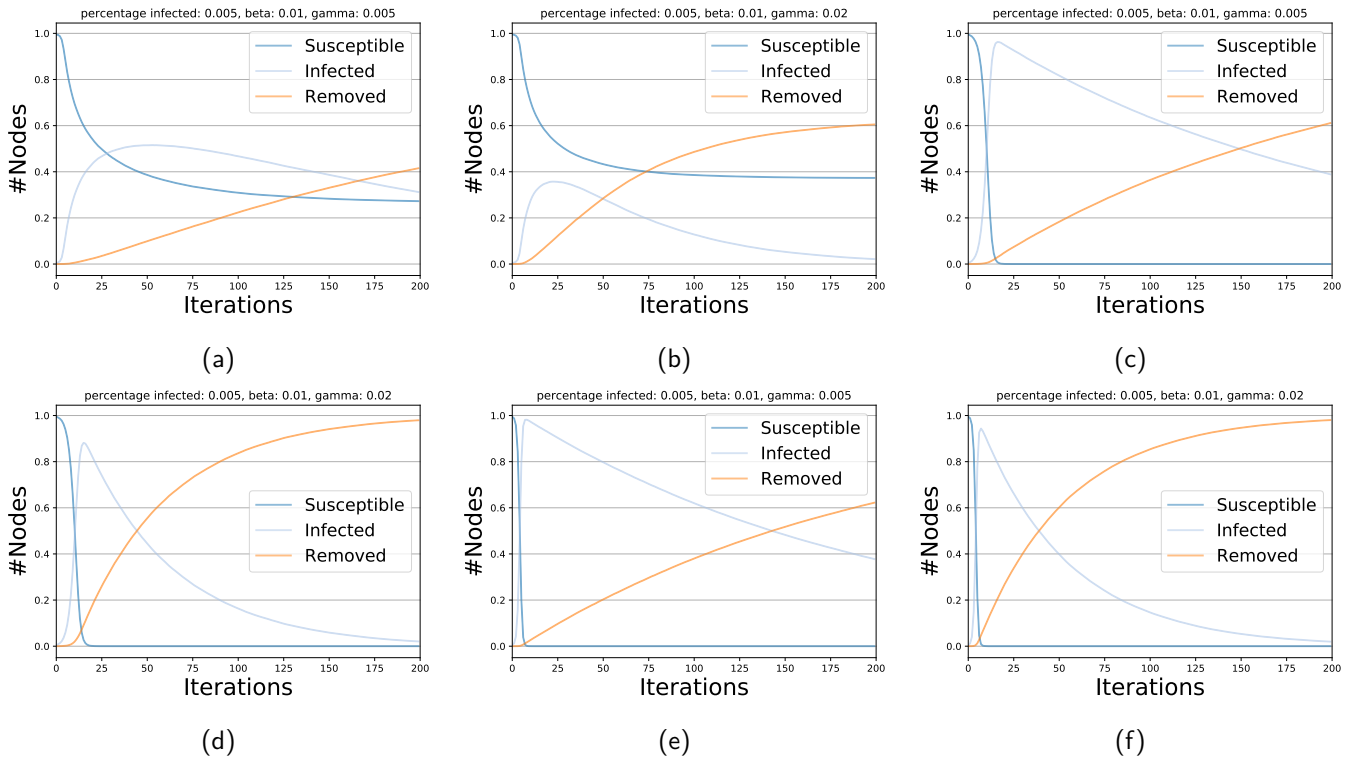 percentage infected: 0.005, beta: 0.01, gamma: 0.005
1.0
0.8
0.6
0.4
0.2
0.0
#Nodes
Susceptible
Infected
Removed
0 25 50 75 100 125 150 175 200
Iterations
(a)
percentage infected: 0.005, beta: 0.01, gamma: 0.02
1.0
0.8
0.6
0.4
0.2
0.0
#Nodes
Susceptible
Infected
Removed
0 25 50 75 100 125 150 175 200
Iterations
(b)
percentage infected: 0.005, beta: 0.01, gamma: 0.005
1.0
0.8
0.6
0.4
0.2
0.0
#Nodes
Susceptible
Infected
Removed
0 25 50 75 100 125 150 175 200
Iterations
(c)
percentage infected: 0.005, beta: 0.01, gamma: 0.02
1.0
0.8
0.6
0.4
0.2
0.0
#Nodes
Susceptible
Infected
Removed
0 25 50 75 100 125 150 175 200
Iterations
(d)
percentage infected: 0.005, beta: 0.01, gamma: 0.005
1.0
0.8
0.6
0.4
0.2
0.0
#Nodes
Susceptible
Infected
Removed
0 25 50 75 100 125 150 175 200
Iterations
(e)
percentage infected: 0.005, beta: 0.01, gamma: 0.02
1.0
0.8
0.6
0.4
0.2
0.0
#Nodes
Susceptible
Infected
Removed
0 25 50 75 100 125 150 175 200
Iterations
(f)